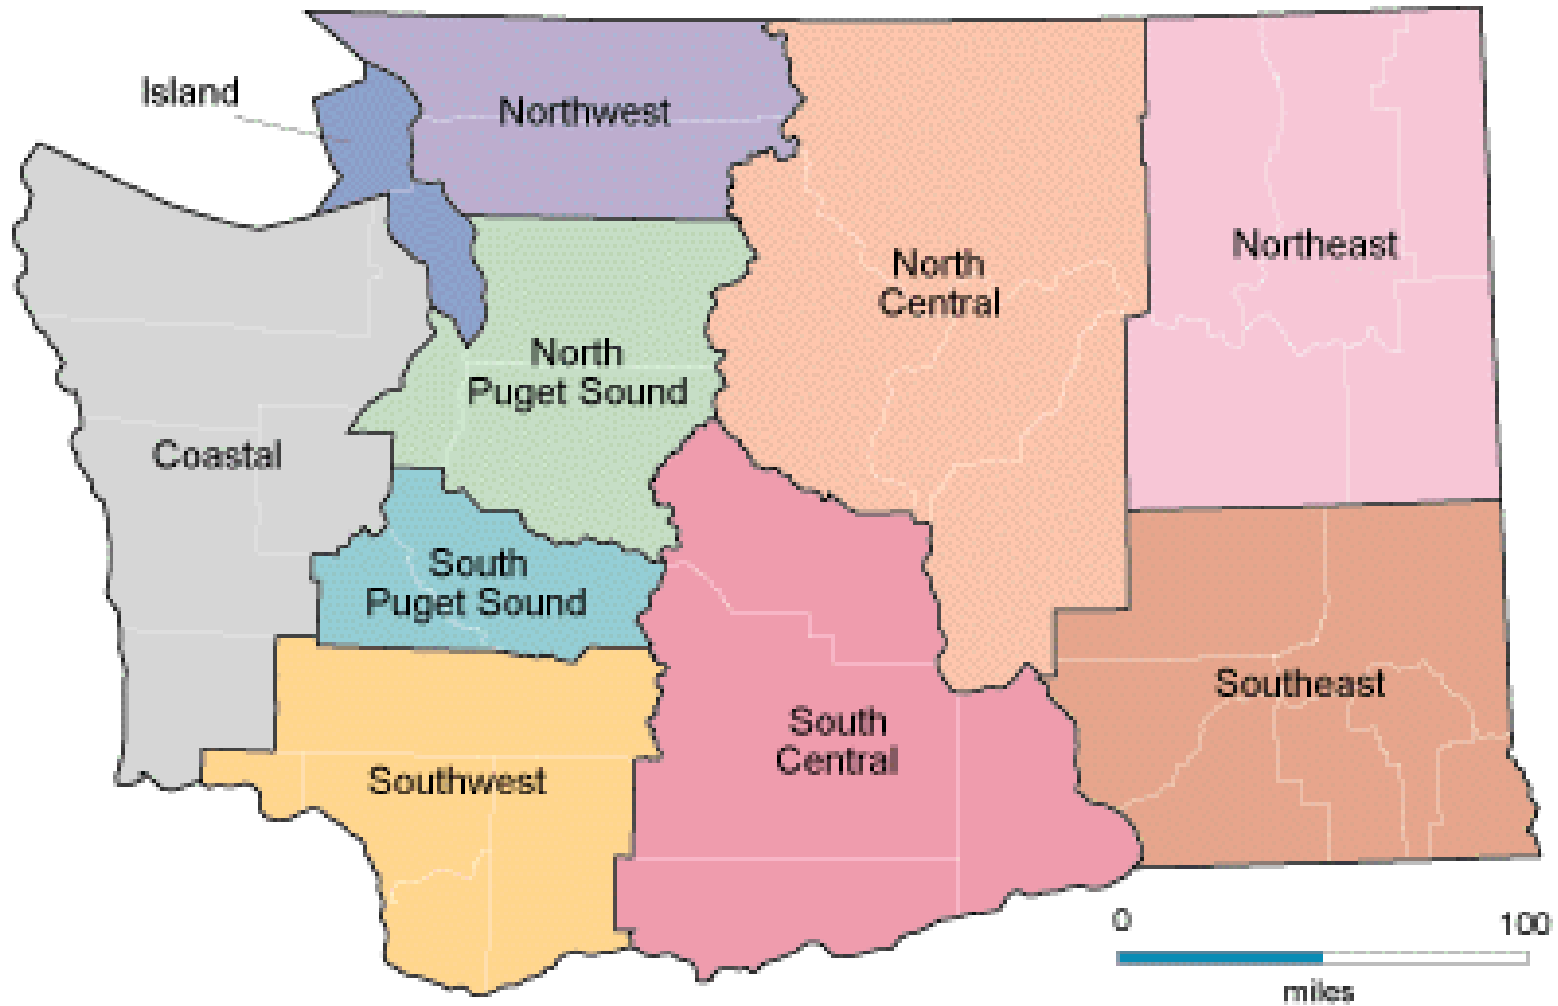 Island
Northwest
Northeast
North
Central
North
Puget Sound
Coastal
South
Puget Sound
Southeast
South
Central
Southwest
0 100
miles